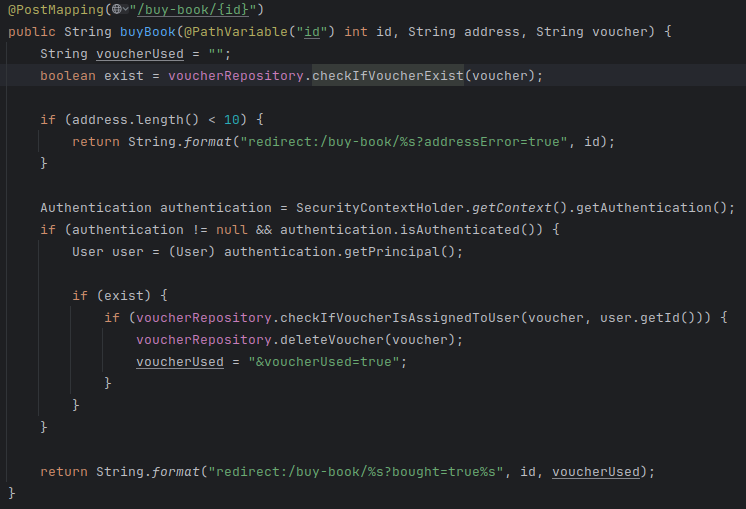 @PostMapping("/buy-book/{id}")
public String buyBook(@PathVariable("id") int id, String address, String voucher) {
    String voucherUsed = "";
    boolean exist = voucherRepository.checkIfVoucherExist(voucher);

    if (address.length() < 10) {
        return String.format("redirect:/buy-book/%s?addressError=true", id);
    }

    Authentication authentication = SecurityContextHolder.getContext().getAuthentication();
    if (authentication != null && authentication.isAuthenticated()) {
        User user = (User) authentication.getPrincipal();

        if (exist) {
            if (voucherRepository.checkIfVoucherIsAssignedToUser(voucher, user.getId())) {
                voucherRepository.deleteVoucher(voucher);
                voucherUsed = "&voucherUsed=true";
            }
        }
    }

    return String.format("redirect:/buy-book/%s?bought=true%s", id, voucherUsed);
}